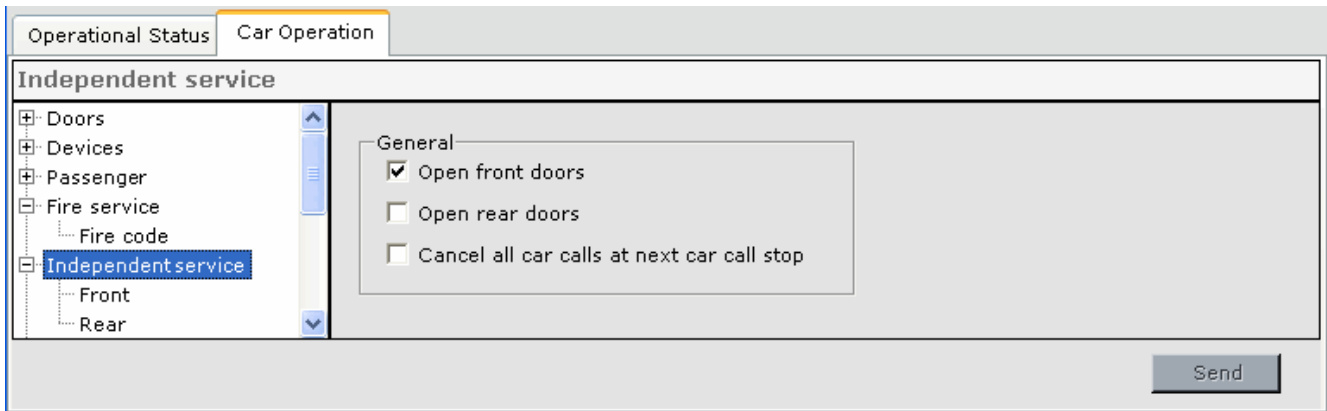 Operational Status
Car Operation
Independent service
Doors
Devices
Passenger
Fire service
Fire code
Independent service
Front
Rear
General
Open front doors
Open rear doors
Cancel all car calls at next car call stop
Send